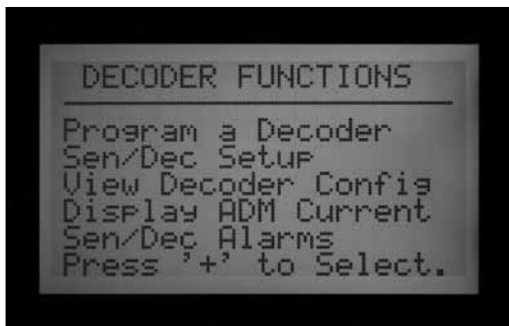 DECODER FUNCTIONS
Program a Decoder
Sen/Dec Setup
View Decoder Config
Display ADM Current
Sen/Dec Alarms
Press '+' to Select.